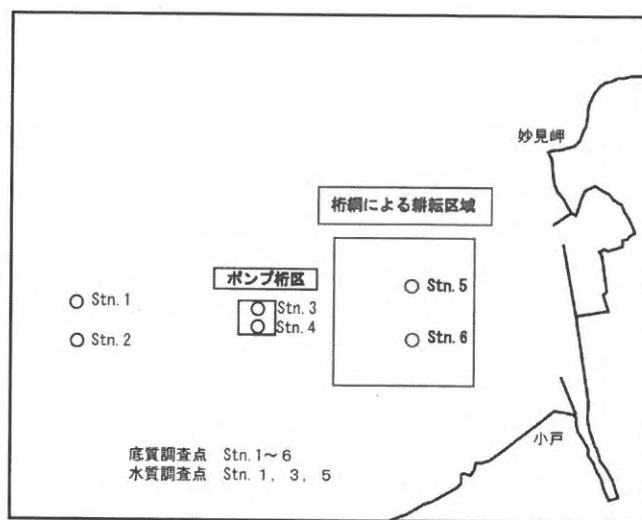 妙見岬
桁網による耕耘区域
ポンプ桁区
Stn. 1
Stn. 2
Stn. 3
Stn. 4
Stn. 5
Stn. 6
小戸
底質調査点 Stn. 1～6
水質調査点 Stn. 1, 3, 5